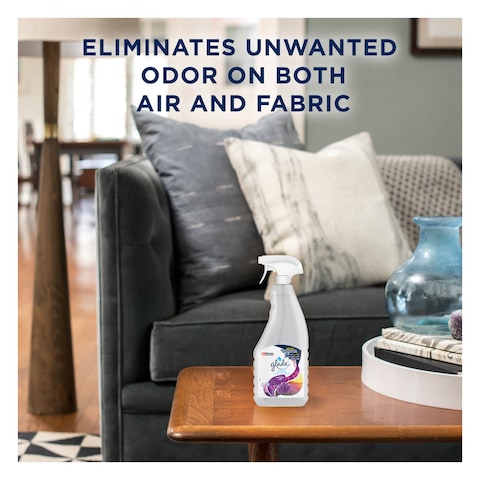 ELIMINATES UNWANTED
ODOR ON BOTH
AIR AND FABRIC
glade